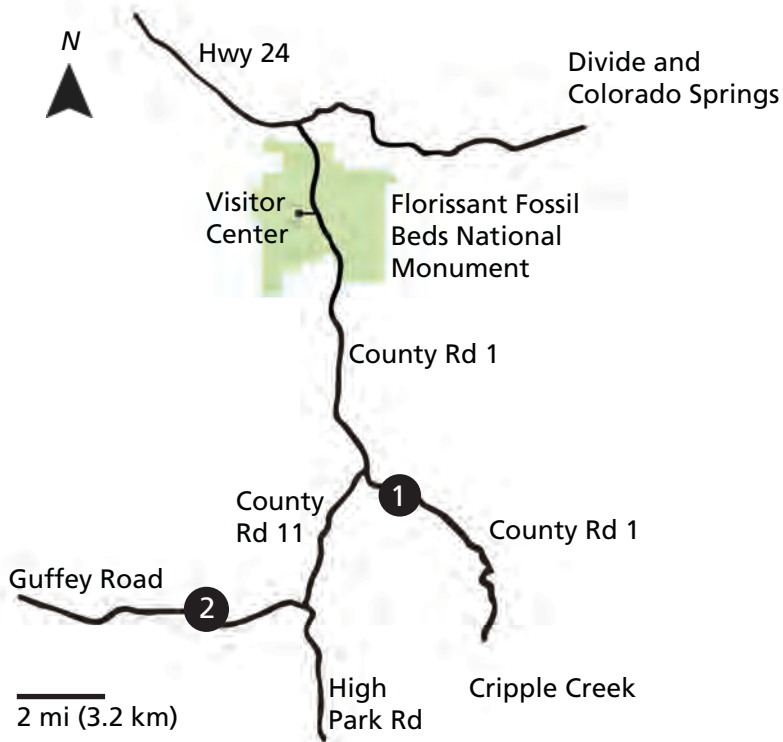 N
Hwy 24
Divide and
Colorado Springs
Visitor
Center
Florissant Fossil
Beds National
Monument
County Rd 1
County
Rd 11
1
County Rd 1
Guffey Road
2
High
Park Rd
Cripple Creek
2 mi (3.2 km)